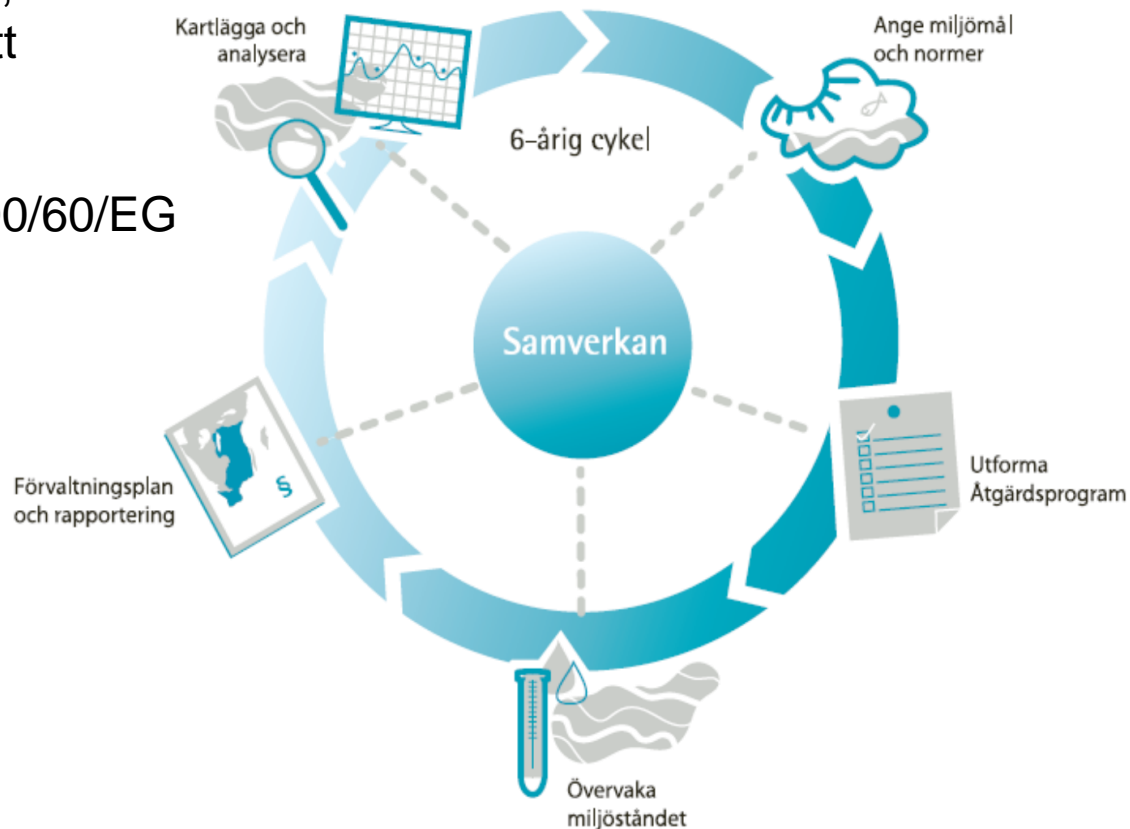 ,
tt
0/60/EG
Kartlägga och
analysera
Ange miljömål
och normer
6-årig cykel
Samverkan
Utforma
Åtgärdsprogram
§
Förvaltningsplan
och rapportering
Övervaka
miljöståndet